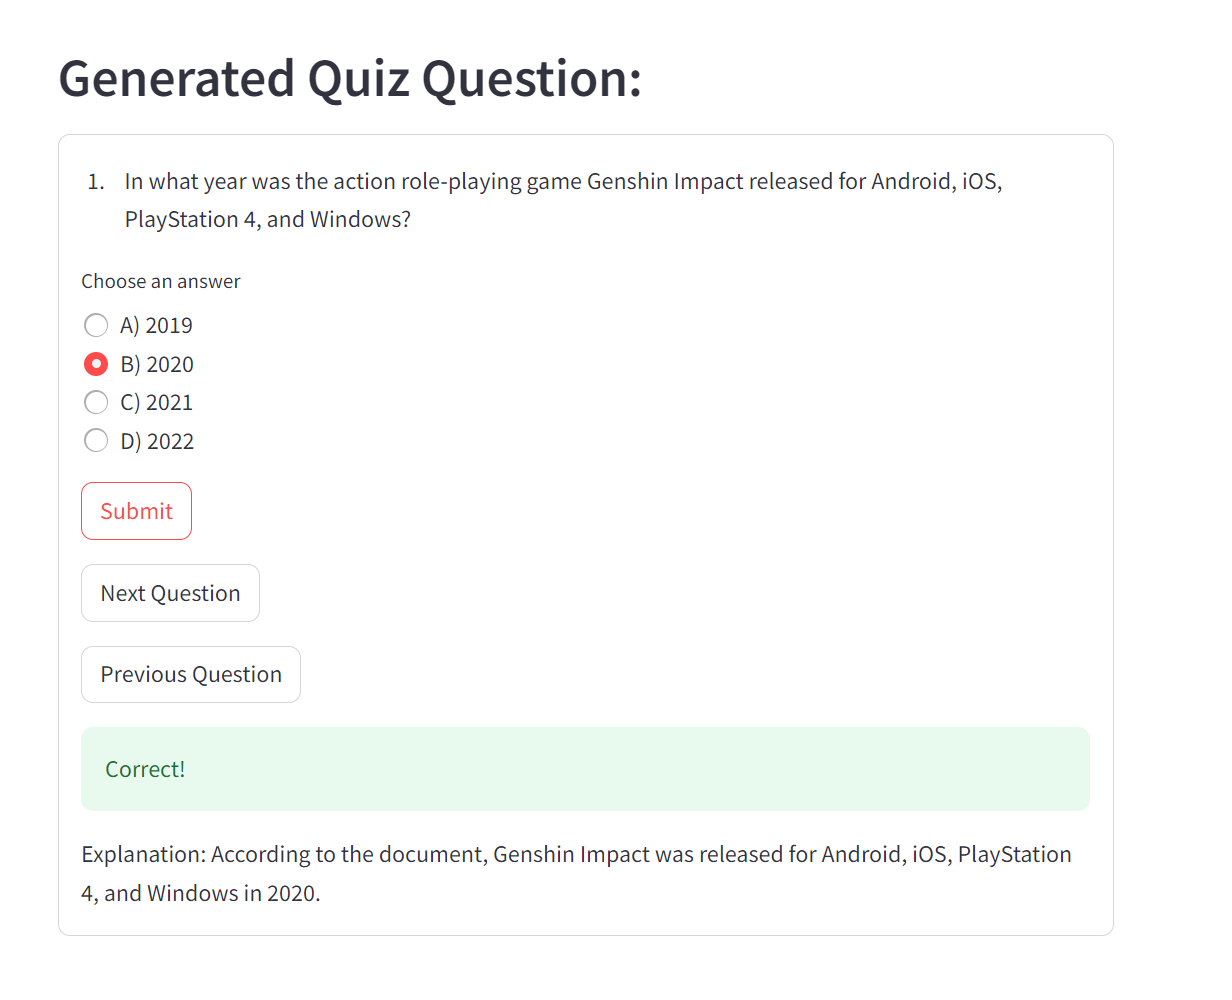 Generated Quiz Question:
1. In what year was the action role-playing game Genshin Impact released for Android, iOS,
PlayStation 4, and Windows?
Choose an answer
A) 2019
B) 2020
C) 2021
D) 2022
Submit
Next Question
Previous Question
Correct!
Explanation: According to the document, Genshin Impact was released for Android, iOS, PlayStation
4, and Windows in 2020.